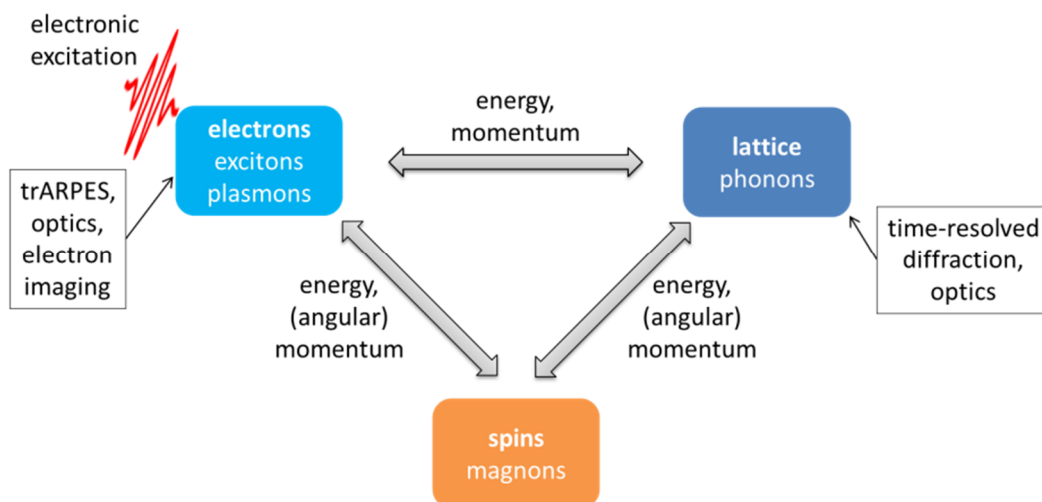 electronic
excitation
electrons
excitons
plasmons
energy,
momentum
lattice
phonons
trARPES,
optics,
electron
imaging
time-resolved
diffraction,
optics
energy,
(angular)
momentum
energy,
(angular)
momentum
spins
magnons